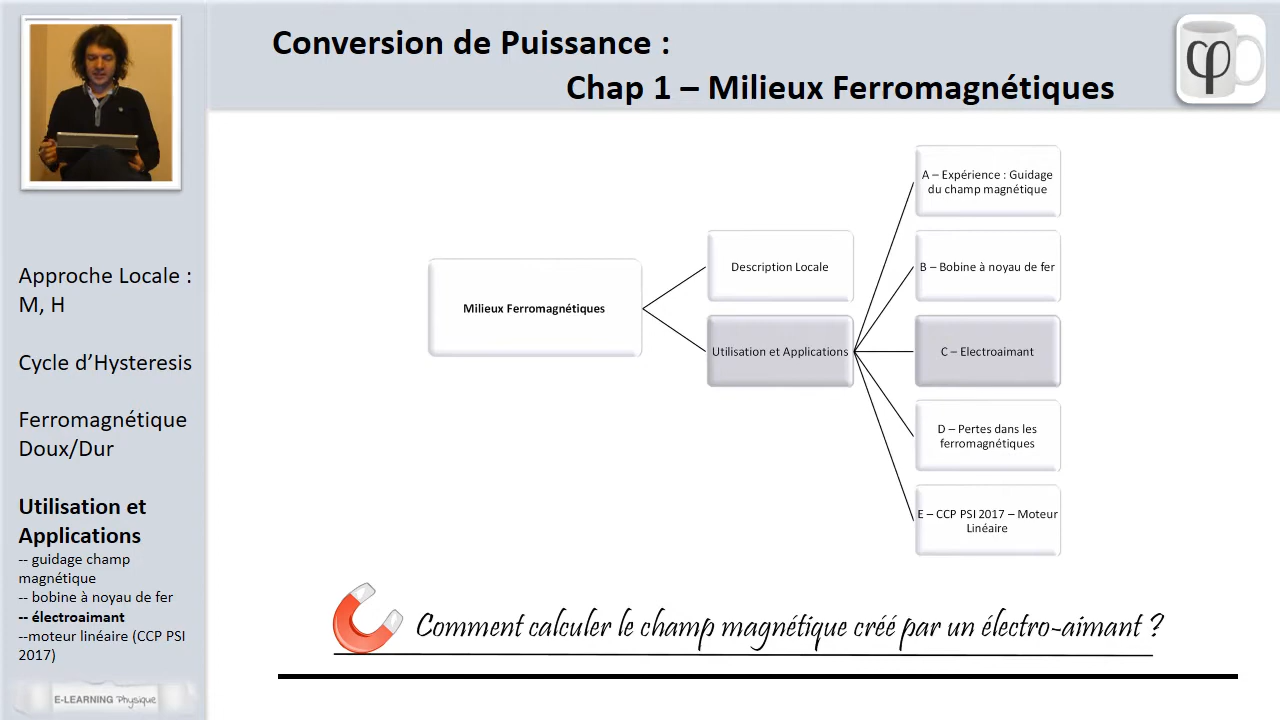 Conversion de Puissance :
Chap 1 – Milieux Ferromagnétiques
φ
Approche Locale :
M, H
Cycle d’Hysteresis
Ferromagnétique
Doux/Dur
Utilisation et
Applications
-- guidage champ
magnétique
-- bobine à noyau de fer
-- électroaimant
--moteur linéaire (CCP PSI
2017)
E-LEARNING Physique
Milieux Ferromagnétiques
Description Locale
Utilisation et Applications
A – Expérience : Guidage
du champ magnétique
B – Bobine à noyau de fer
C – Electroaimant
D – Pertes dans les
ferromagnétiques
E – CCP PSI 2017 – Moteur
Linéaire
Comment calculer le champ magnétique créé par un électro-aimant ?